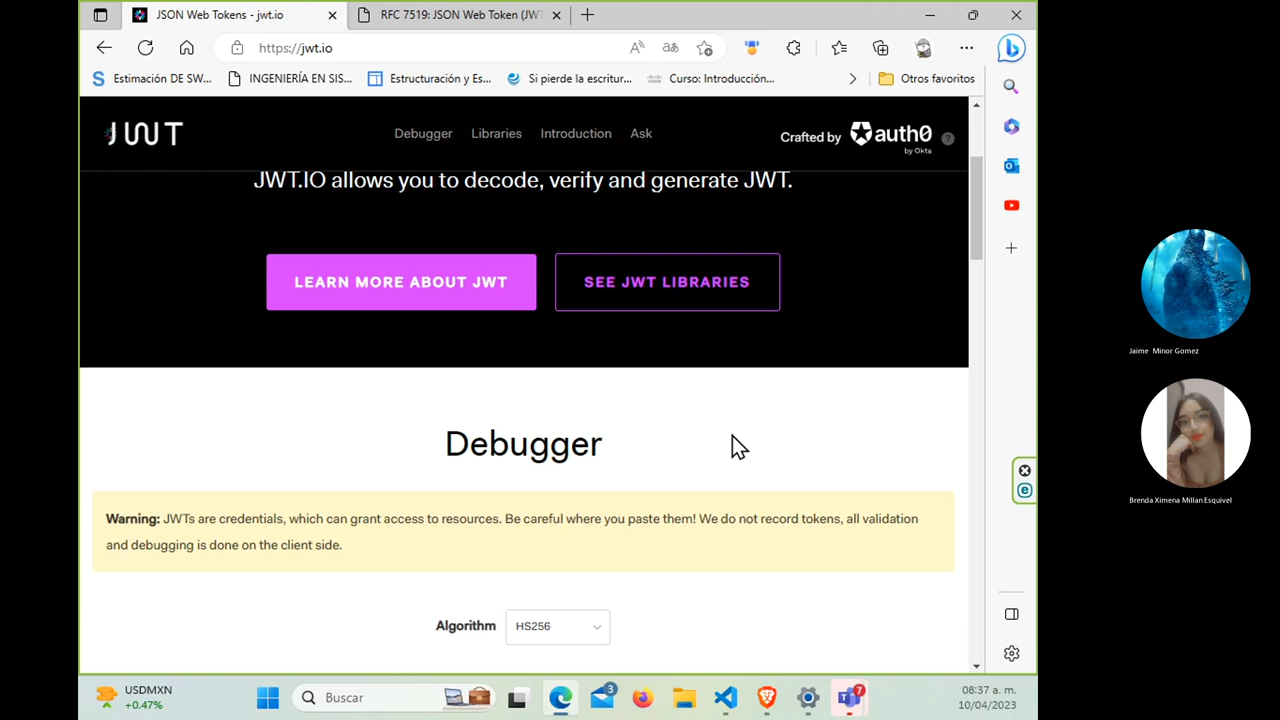 JSON Web Tokens - jwt.io
RFC 7519: JSON Web Token (JWT
https://jwt.io
Estimación DE SW...
INGENIERÍA EN SIS...
Estructuración y Es...
Si pierde la escritur...
Curso: Introducción...
Otros favoritos
JWT
Debugger
Libraries
Introduction
Ask
Crafted by
auth0
by Okta
?
JWT.IO allows you to decode, verify and generate JWT.
LEARN MORE ABOUT JWT
SEE JWT LIBRARIES
Debugger
Warning: JWTs are credentials, which can grant access to resources. Be careful where you paste them! We do not record tokens, all validation
and debugging is done on the client side.
Algorithm
HS256
Jaime Minor Gomez
Brenda Ximena Millan Esquivel
USDMXN
+0.47%
Buscar
3
7
08:37 a. m.
10/04/2023